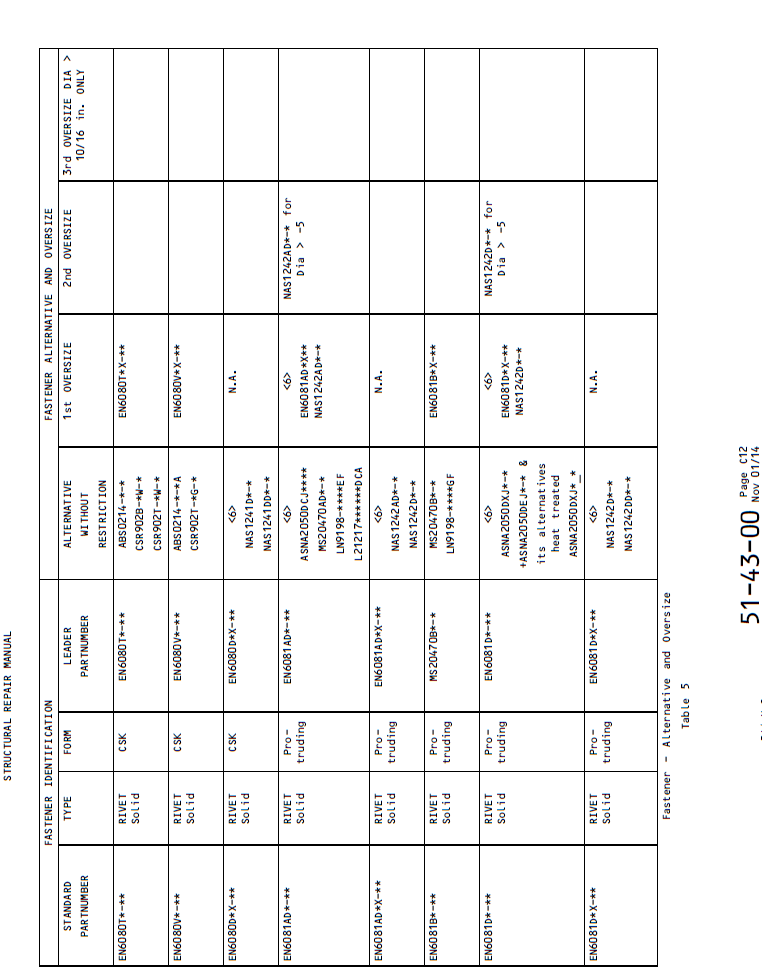 STRUCTURAL REPAIR MANUAL
FASTENER IDENTIFICATION FASTENER ALTERNATIVE AND OVERSIZE
STANDARD PARTNUMBER TYPE FORM LEADER PARTNUMBER ALTERNATIVE WITHOUT RESTRICTION 1st OVERSIZE 2nd OVERSIZE 3rd OVERSIZE DIA > 10/16 in. ONLY
EN6080T*-** RIVET CSK EN6080T*-** ABS0214-*-* EN6080T*X-**
Solid CSR902B-*W-*
CSR902T-*W-*
EN6080V*-** RIVET CSK EN6080V*-** ABS0214-*-*A EN6080V*X-**
Solid CSR902T-*G-*
EN6080D*X-** RIVET CSK EN6080D*X-** <6> N.A.
Solid NAS1241D*-*
NAS1241DD*-*
EN6081AD*-** RIVET Pro- EN6081AD*-** <6> <6> NAS1242AD*-* for
Solid truding ASNA2050DCJ**** EN6081AD*X** Dia > -5
MS20470AD*-* NAS1242AD*-*
LN9198-****EF
L21217******DCA
EN6081AD*X-** RIVET Pro- EN6081AD*X-** <6> N.A.
Solid truding NAS1242AD*-*
NAS1242D*-*
EN6081B*-** RIVET Pro- MS20470B*-* MS20470B*-* EN6081B*X-**
Solid truding LN9198-****GF
EN6081D*-** RIVET Pro- EN6081D*-** <6> <6> NAS1242D*-* for
Solid truding ASNA2050DXJ*-* EN6081D*X-** Dia > -5
+ASNA2050DEJ*-* & NAS1242D*-*
its alternatives
heat treated
ASNA2050DXJ*_*
EN6081D*X-** RIVET Pro- EN6081D*X-** <6> N.A.
Solid truding NAS1242D*-*
NAS1242DD*-*
Fastener - Alternative and Oversize
Table 5
51-43-00 Page C12
Nov 01/14